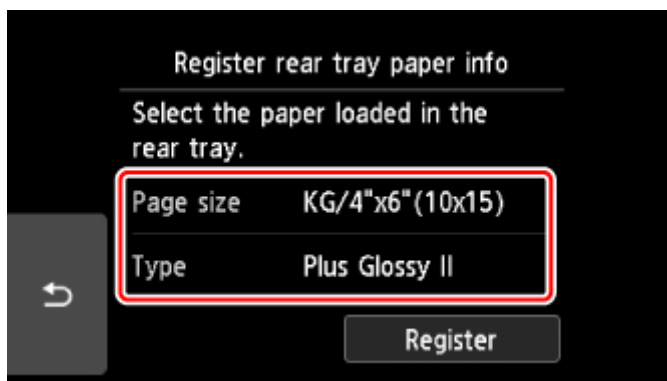 Register rear tray paper info
Select the paper loaded in the
rear tray.
Page size KG/4"x6"(10x15)
Type Plus Glossy II
Register